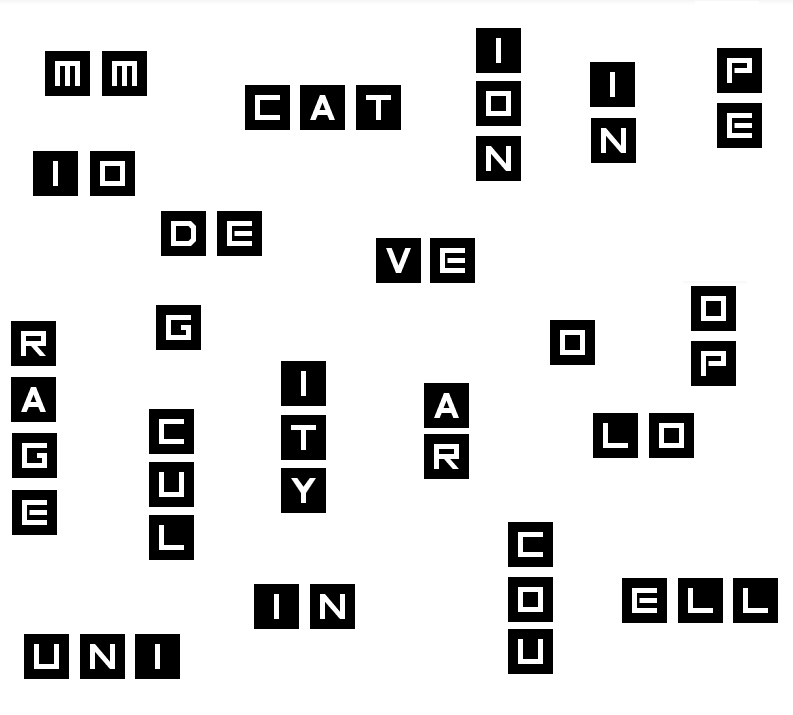 MM
CAT
ION
IN
PE
IO
DE
VE
RAGE
G
ITY
AR
O
OP
CUL
LO
COU
ELL
IN
UNI